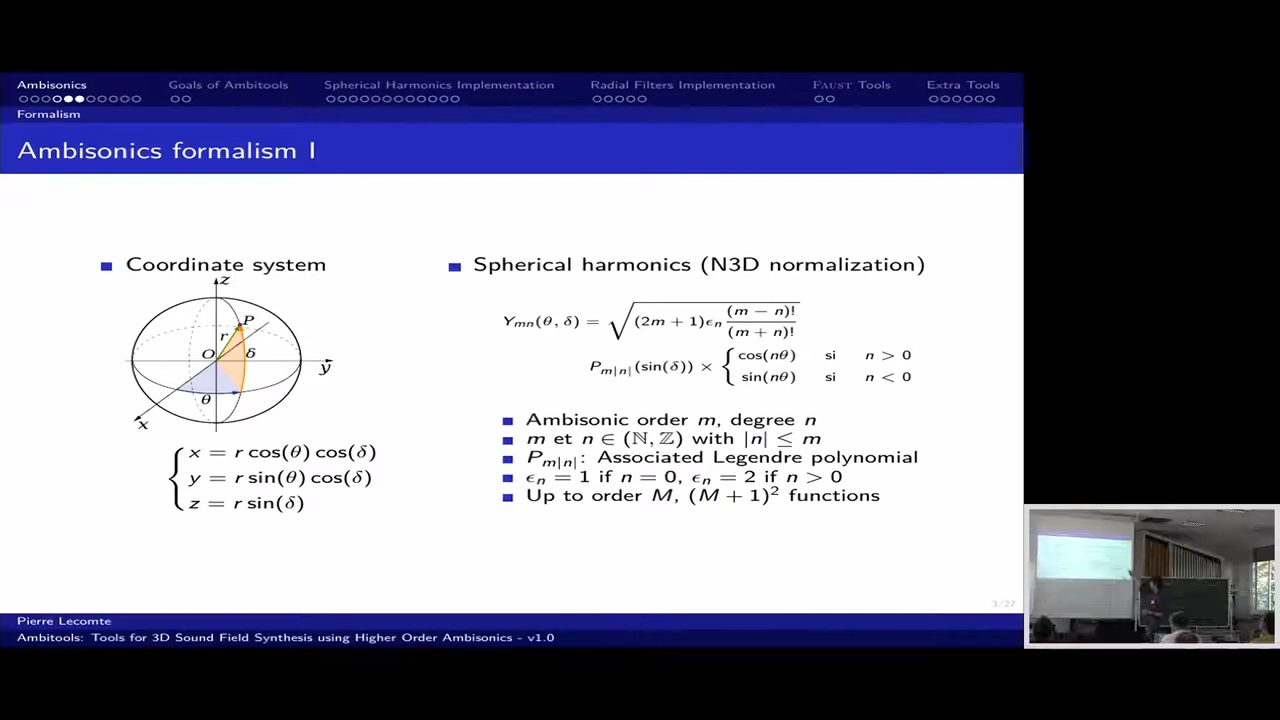 Ambisonics Goals of Ambitools Spherical Harmonics Implementation Radial Filters Implementation FAUST Tools Extra Tools
Formalism
Ambisonics formalism I
Coordinate system
z
P
r
O
δ
y
θ
x
x = r cos(θ) cos(δ)
y = r sin(θ) cos(δ)
z = r sin(δ)
Spherical harmonics (N3D normalization)
Yₘₙ(θ, δ) = √((2m + 1)ϵₙ (m − n)!/(m + n)!)
Pₘ|ₙ|(sin(δ)) × { cos(nθ) si n > 0
sin(nθ) si n < 0
Ambisonic order m, degree n
m et n ∈ (ℕ, ℤ) with |n| ≤ m
Pₘ|ₙ|: Associated Legendre polynomial
ϵₙ = 1 if n = 0, ϵₙ = 2 if n > 0
Up to order M, (M + 1)² functions
3/27
Pierre Lecomte
Ambitools: Tools for 3D Sound Field Synthesis using Higher Order Ambisonics - v1.0